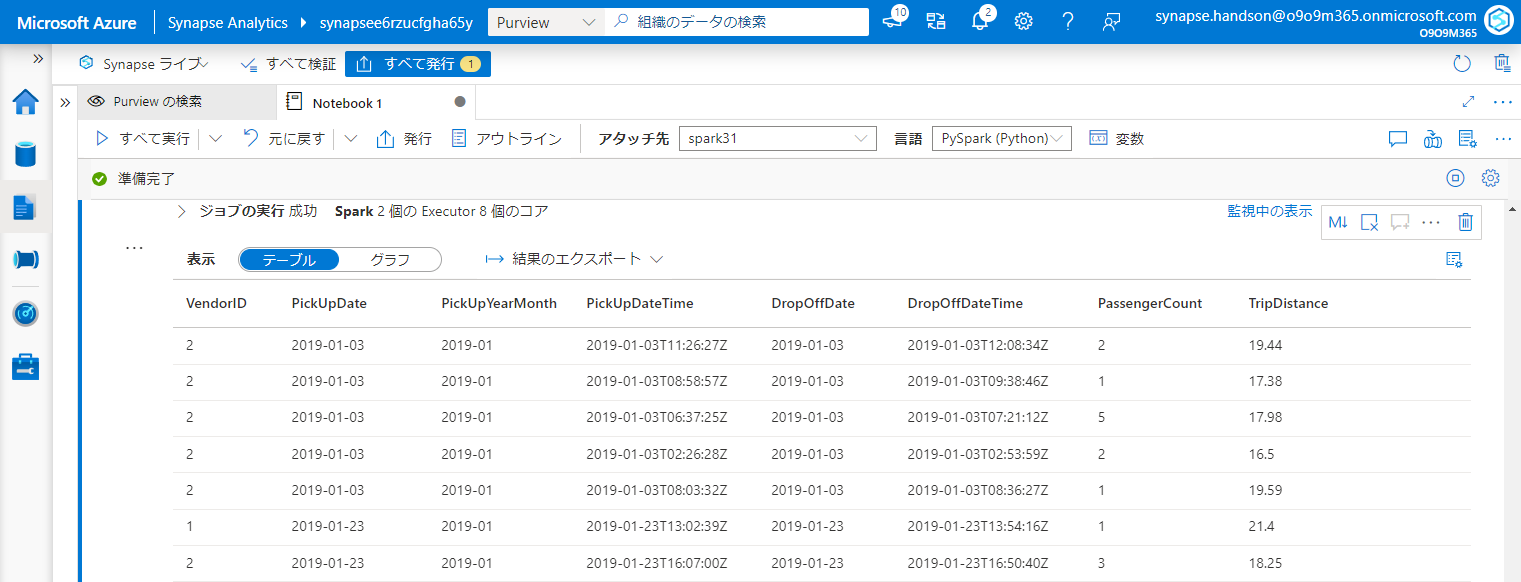 Microsoft Azure Synapse Analytics synapsee6rzucfgha65y Purview 組織のデータの検索 10 2 synapse.handson@o9o9m365.onmicrosoft.com
O9O9M365
Synapse ライブ すべて検証 すべて発行 1
Purview の検索 Notebook 1
すべて実行 元に戻す 発行 アウトライン アタッチ先 spark31 言語 PySpark (Python) 変数
準備完了
ジョブの実行 成功 Spark 2 個の Executor 8 個のコア 監視中の表示 M↓
表示 テーブル グラフ 結果のエクスポート
VendorID PickUpDate PickUpYearMonth PickUpDateTime DropOffDate DropOffDateTime PassengerCount TripDistance
2 2019-01-03 2019-01 2019-01-03T11:26:27Z 2019-01-03 2019-01-03T12:08:34Z 2 19.44
2 2019-01-03 2019-01 2019-01-03T08:58:57Z 2019-01-03 2019-01-03T09:38:46Z 1 17.38
2 2019-01-03 2019-01 2019-01-03T06:37:25Z 2019-01-03 2019-01-03T07:21:12Z 5 17.98
2 2019-01-03 2019-01 2019-01-03T02:26:28Z 2019-01-03 2019-01-03T02:53:59Z 2 16.5
2 2019-01-03 2019-01 2019-01-03T08:03:32Z 2019-01-03 2019-01-03T08:36:27Z 1 19.59
1 2019-01-23 2019-01 2019-01-23T13:02:39Z 2019-01-23 2019-01-23T13:54:16Z 1 21.4
2 2019-01-23 2019-01 2019-01-23T16:07:00Z 2019-01-23 2019-01-23T16:50:40Z 3 18.25